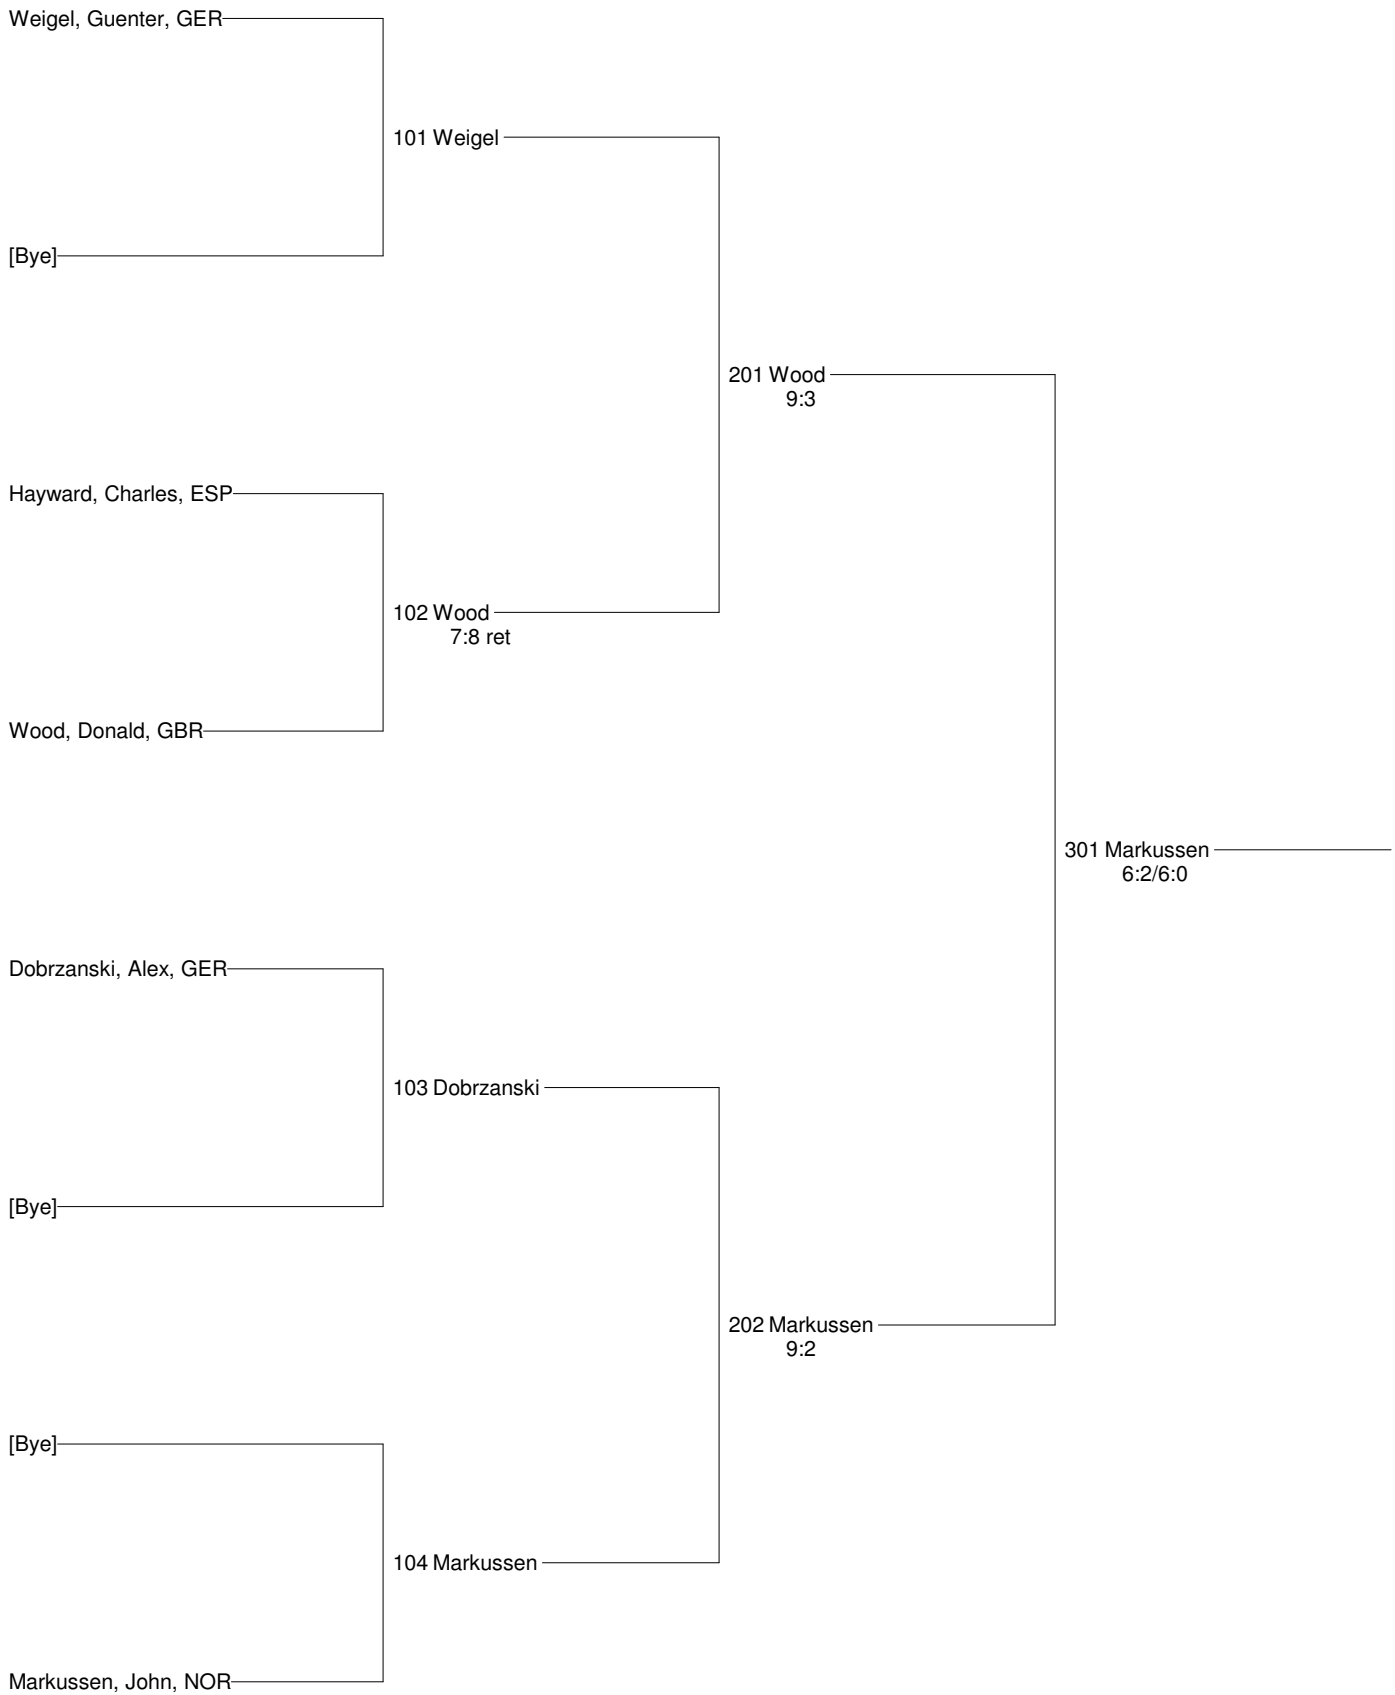 Weigel, Guenter, GER
101 Weigel
[Bye]
201 Wood
9:3
Hayward, Charles, ESP
102 Wood
7:8 ret
Wood, Donald, GBR
301 Markussen
6:2/6:0
Dobrzanski, Alex, GER
103 Dobrzanski
[Bye]
202 Markussen
9:2
[Bye]
104 Markussen
Markussen, John, NOR